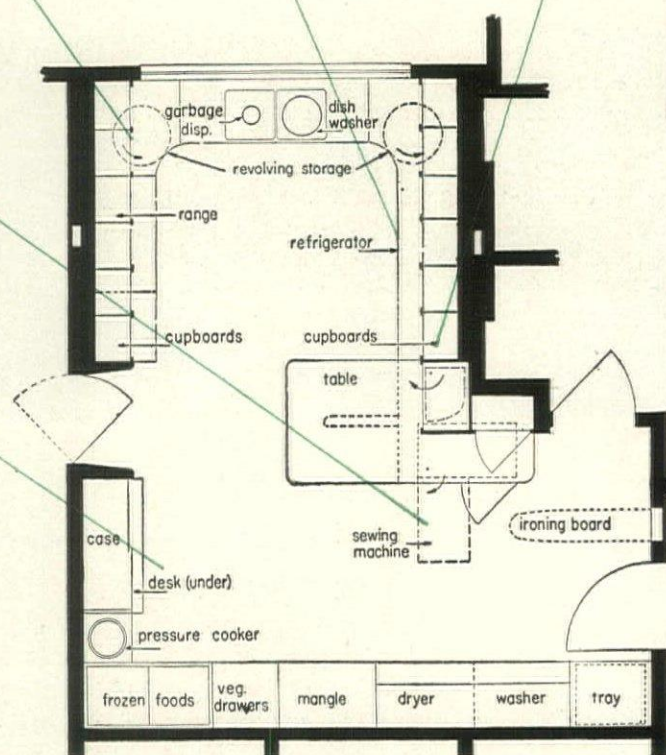 garbage
disp.
dish
washer
revolving storage
range
refrigerator
cupboards
cupboards
table
sewing
machine
ironing board
case
desk (under)
pressure cooker
frozen foods
veg.
drawers
mangle
dryer
washer
tray